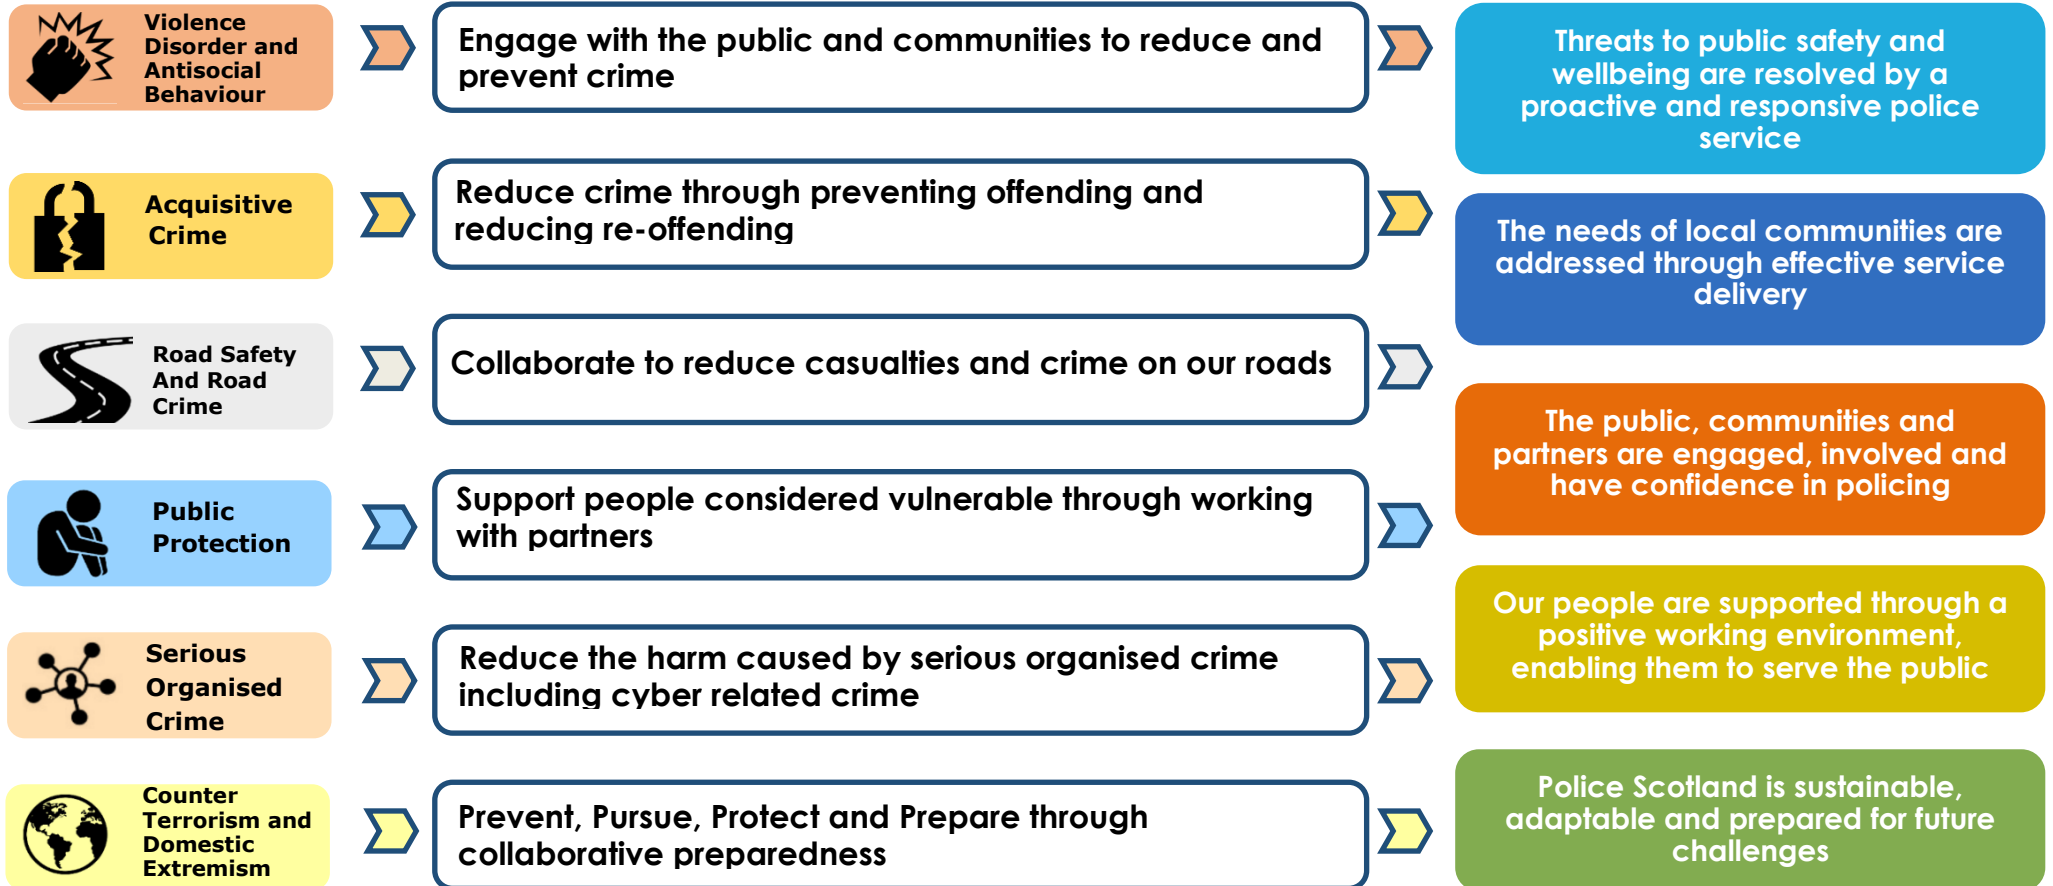 Violence
Disorder and
Antisocial
Behaviour
Engage with the public and communities to reduce and
prevent crime
Threats to public safety and
wellbeing are resolved by a
proactive and responsive police
service
Acquisitive
Crime
Reduce crime through preventing offending and
reducing re-offending
The needs of local communities are
addressed through effective service
delivery
Road Safety
And Road
Crime
Collaborate to reduce casualties and crime on our roads
The public, communities and
partners are engaged, involved and
have confidence in policing
Public
Protection
Support people considered vulnerable through working
with partners
Our people are supported through a
positive working environment,
enabling them to serve the public
Serious
Organised
Crime
Reduce the harm caused by serious organised crime
including cyber related crime
Counter
Terrorism and
Domestic
Extremism
Prevent, Pursue, Protect and Prepare through
collaborative preparedness
Police Scotland is sustainable,
adaptable and prepared for future
challenges